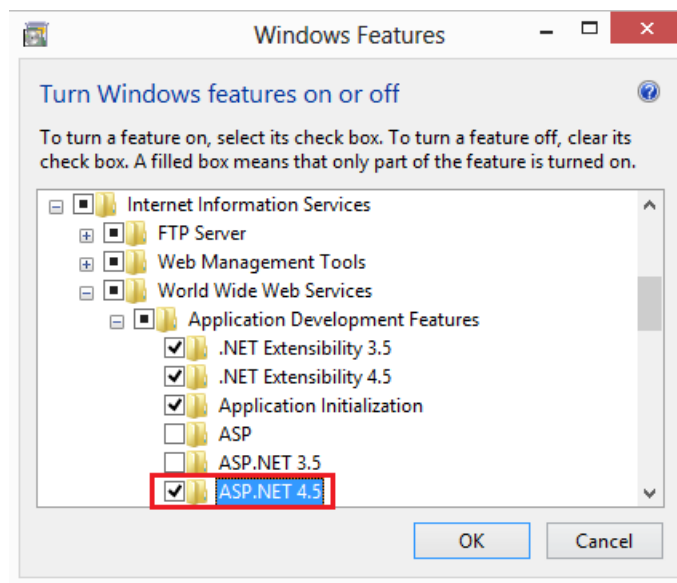 Windows Features
Turn Windows features on or off
To turn a feature on, select its check box. To turn a feature off, clear its
check box. A filled box means that only part of the feature is turned on.
Internet Information Services
FTP Server
Web Management Tools
World Wide Web Services
Application Development Features
.NET Extensibility 3.5
.NET Extensibility 4.5
Application Initialization
ASP
ASP.NET 3.5
ASP.NET 4.5
OK Cancel